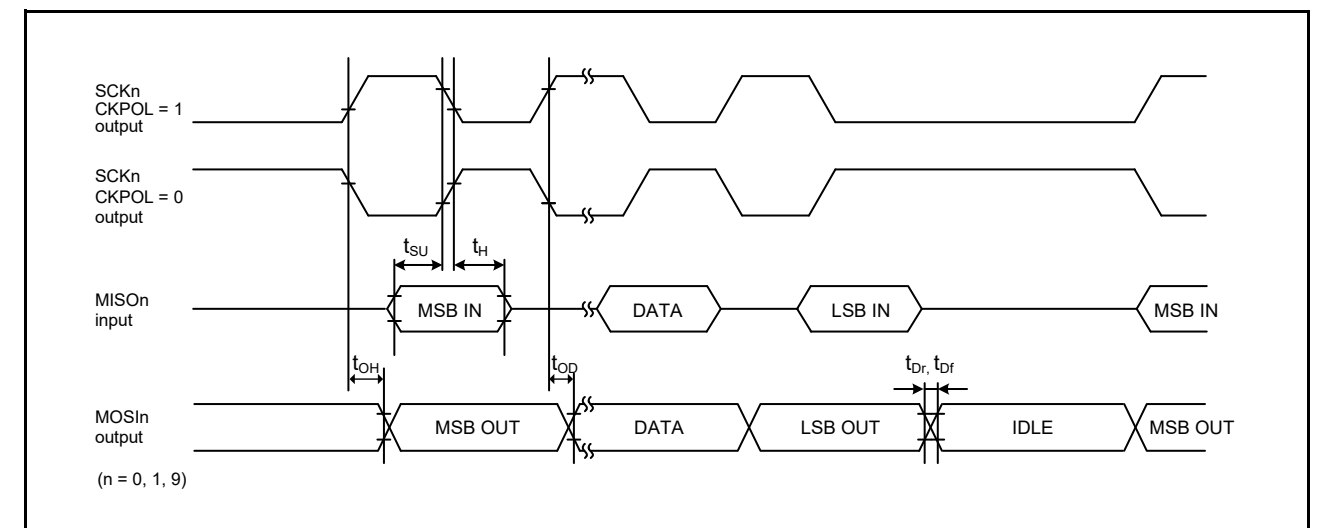 SCKn
CKPOL = 1
output
SCKn
CKPOL = 0
output
tSU
tH
MISOn
input
MSB IN
DATA
LSB IN
MSB IN
tOH
tOD
tDr, tDf
MOSIn
output
MSB OUT
DATA
LSB OUT
IDLE
MSB OUT
(n = 0, 1, 9)